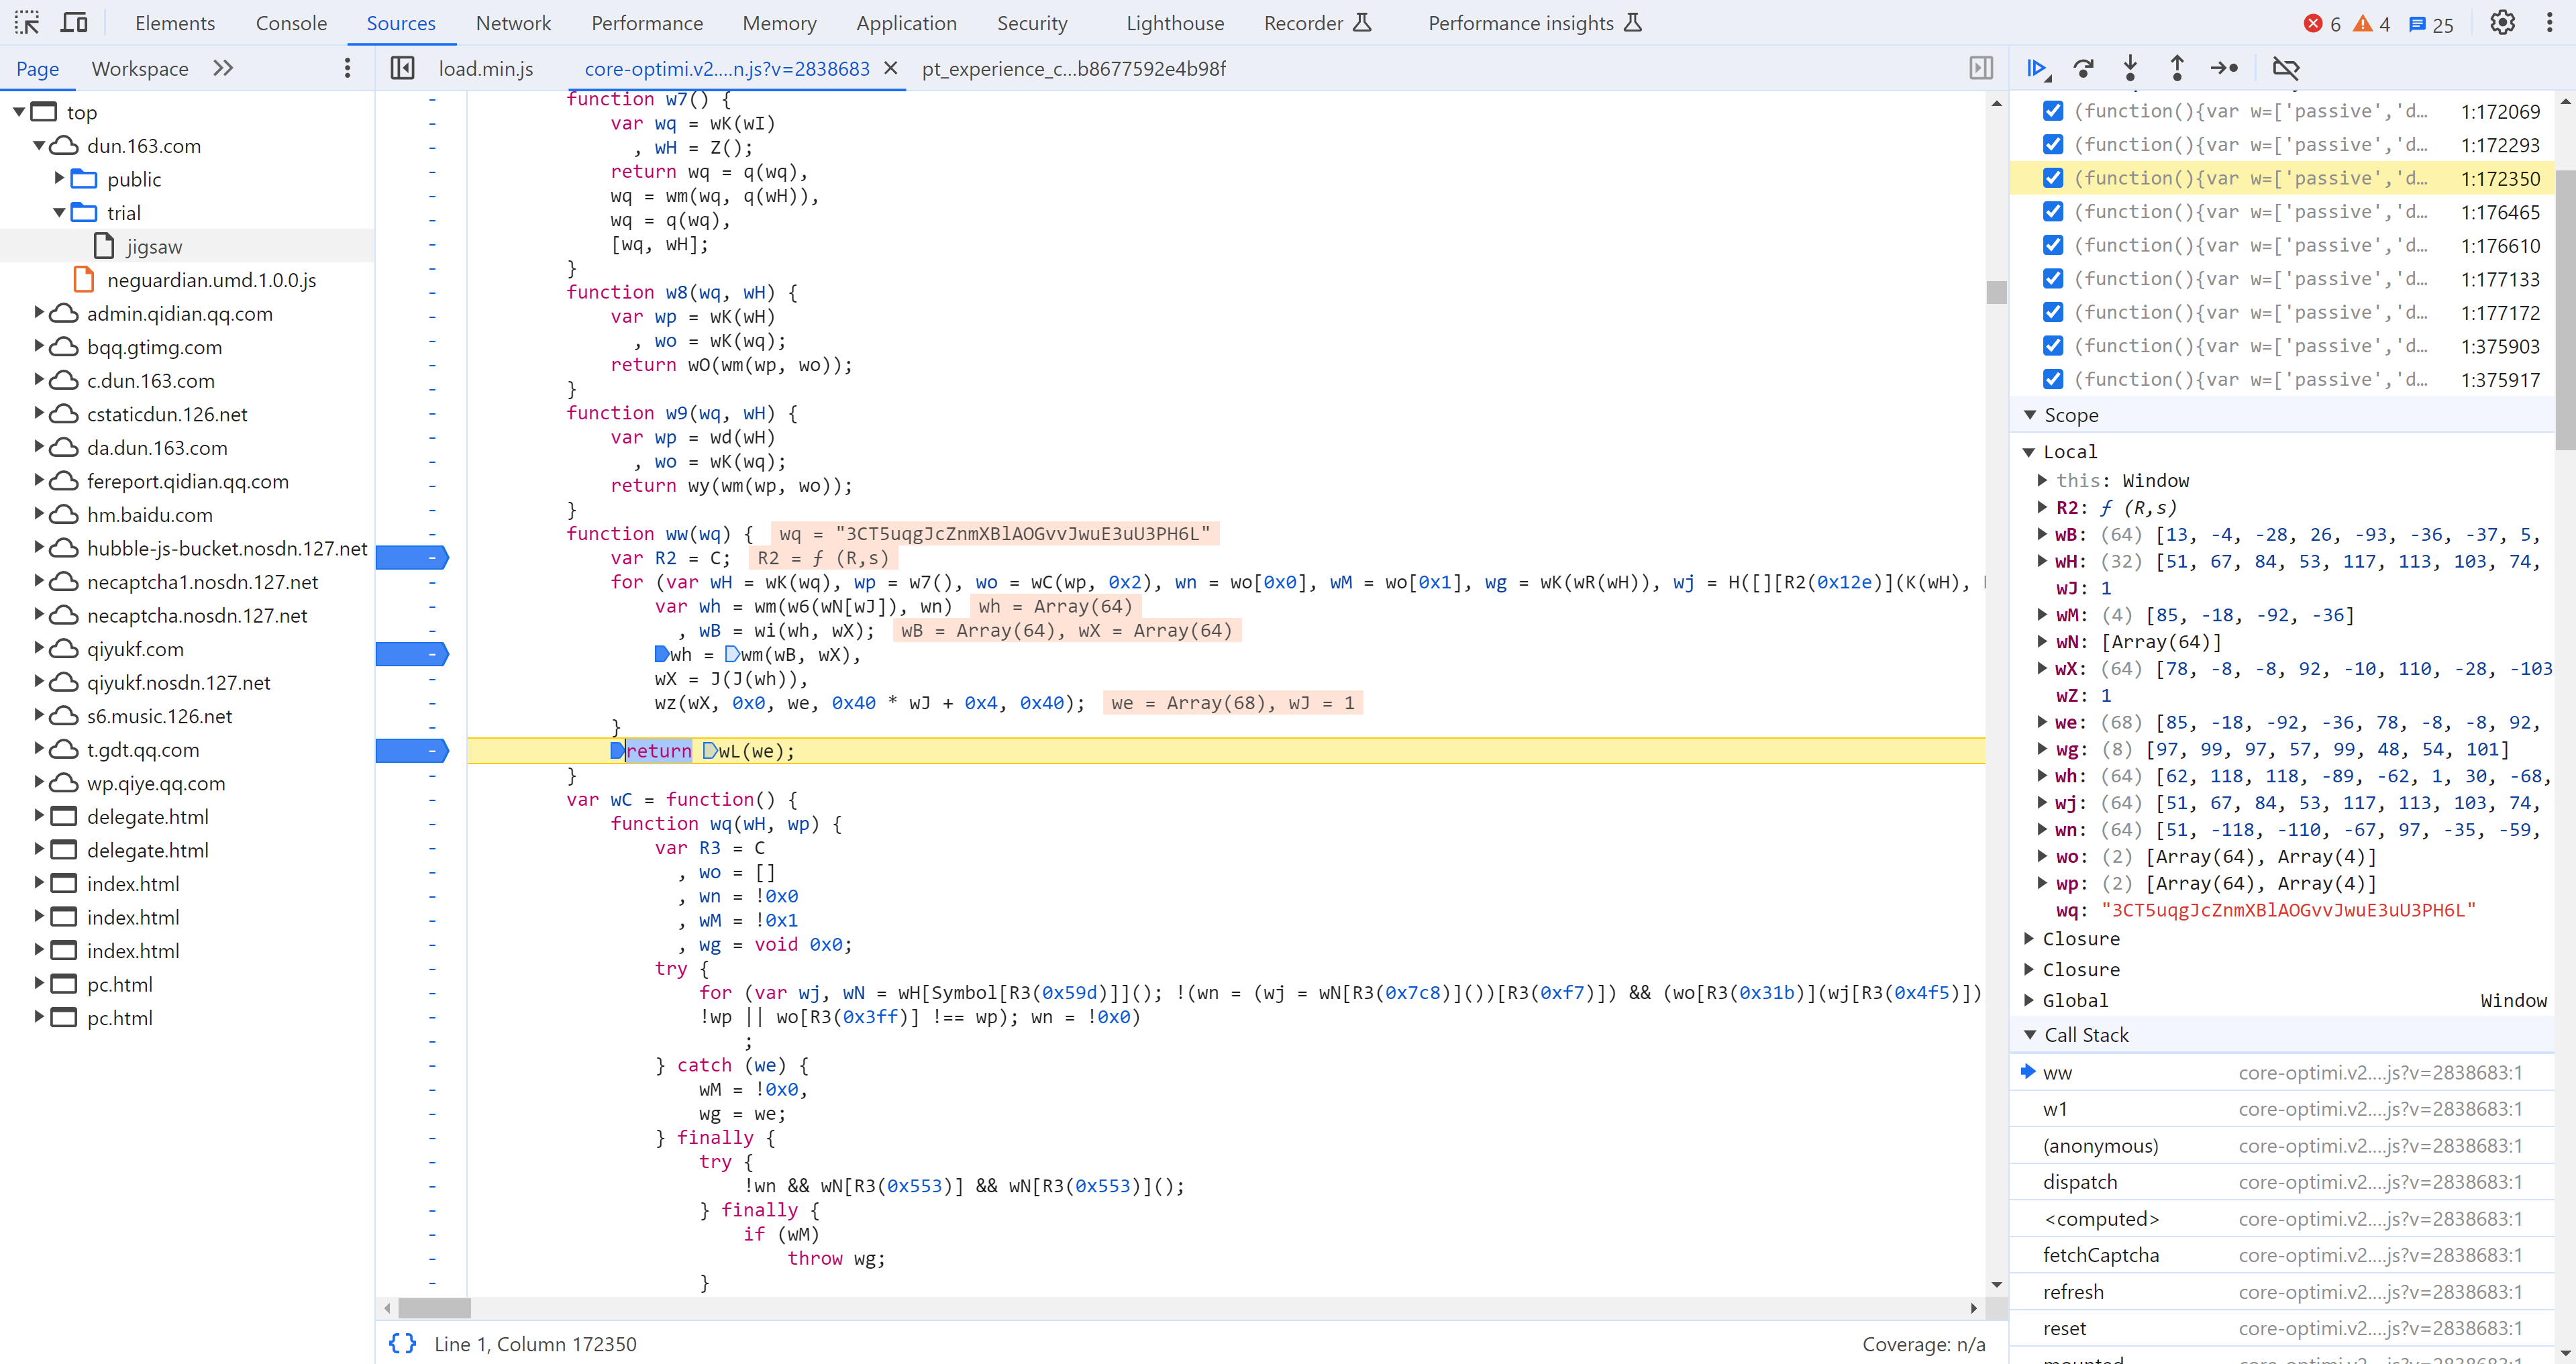 Elements Console Sources Network Performance Memory Application Security Lighthouse Recorder Performance insights 6 4 25
Page Workspace load.min.js core-optimi.v2....n.js?v=2838683 pt_experience_c...b8677592e4b98f
top
dun.163.com
public
trial
jigsaw
neguardian.umd.1.0.0.js
admin.qidian.qq.com
bqq.gtimg.com
c.dun.163.com
cstaticdun.126.net
da.dun.163.com
fereport.qidian.qq.com
hm.baidu.com
hubble-js-bucket.nosdn.127.net
necaptcha1.nosdn.127.net
necaptcha.nosdn.127.net
qiyukf.com
qiyukf.nosdn.127.net
s6.music.126.net
t.gdt.qq.com
wp.qiye.qq.com
delegate.html
delegate.html
index.html
index.html
index.html
pc.html
pc.html
function w7() {
var wq = wK(wI)
, wH = Z();
return wq = q(wq),
wq = wm(wq, q(wH)),
wq = q(wq),
[wq, wH];
}
function w8(wq, wH) {
var wp = wK(wH)
, wo = wK(wq);
return wO(wm(wp, wo));
}
function w9(wq, wH) {
var wp = wd(wH)
, wo = wK(wq);
return wy(wm(wp, wo));
}
function ww(wq) { wq = "3CT5uqgJcZnmXBlAOGvvJwuE3uU3PH6L"
var R2 = C; R2 = ƒ (R,s)
for (var wH = wK(wq), wp = w7(), wo = wC(wp, 0x2), wn = wo[0x0], wM = wo[0x1], wg = wK(wR(wH)), wj = H([][R2(0x12e)](K(wH),
var wh = wm(w6(wN[wJ]), wn) wh = Array(64)
, wB = wi(wh, wX); wB = Array(64), wX = Array(64)
wh = wm(wB, wX),
wX = J(J(wh)),
wz(wX, 0x0, we, 0x40 * wJ + 0x4, 0x40); we = Array(68), wJ = 1
}
return wL(we);
}
var wC = function() {
function wq(wH, wp) {
var R3 = C
, wo = []
, wn = !0x0
, wM = !0x1
, wg = void 0x0;
try {
for (var wj, wN = wH[Symbol[R3(0x59d)]](); !(wn = (wj = wN[R3(0x7c8)]())[R3(0xf7)]) && (wo[R3(0x31b)](wj[R3(0x4f5)])
!wp || wo[R3(0x3ff)] !== wp); wn = !0x0)
;
} catch (we) {
wM = !0x0,
wg = we;
} finally {
try {
!wn && wN[R3(0x553)] && wN[R3(0x553)]();
} finally {
if (wM)
throw wg;
}
{} Line 1, Column 172350 Coverage: n/a
(function(){var w=['passive','d... 1:172069
(function(){var w=['passive','d... 1:172293
(function(){var w=['passive','d... 1:172350
(function(){var w=['passive','d... 1:176465
(function(){var w=['passive','d... 1:176610
(function(){var w=['passive','d... 1:177133
(function(){var w=['passive','d... 1:177172
(function(){var w=['passive','d... 1:375903
(function(){var w=['passive','d... 1:375917
Scope
Local
this: Window
R2: ƒ (R,s)
wB: (64) [13, -4, -28, 26, -93, -36, -37, 5,
wH: (32) [51, 67, 84, 53, 117, 113, 103, 74,
wJ: 1
wM: (4) [85, -18, -92, -36]
wN: [Array(64)]
wX: (64) [78, -8, -8, 92, -10, 110, -28, -103
wZ: 1
we: (68) [85, -18, -92, -36, 78, -8, -8, 92,
wg: (8) [97, 99, 97, 57, 99, 48, 54, 101]
wh: (64) [62, 118, 118, -89, -62, 1, 30, -68,
wj: (64) [51, 67, 84, 53, 117, 113, 103, 74,
wn: (64) [51, -118, -110, -67, 97, -35, -59,
wo: (2) [Array(64), Array(4)]
wp: (2) [Array(64), Array(4)]
wq: "3CT5uqgJcZnmXBlAOGvvJwuE3uU3PH6L"
Closure
Closure
Global Window
Call Stack
ww core-optimi.v2....js?v=2838683:1
w1 core-optimi.v2....js?v=2838683:1
(anonymous) core-optimi.v2....js?v=2838683:1
dispatch core-optimi.v2....js?v=2838683:1
<computed> core-optimi.v2....js?v=2838683:1
fetchCaptcha core-optimi.v2....js?v=2838683:1
refresh core-optimi.v2....js?v=2838683:1
reset core-optimi.v2....js?v=2838683:1